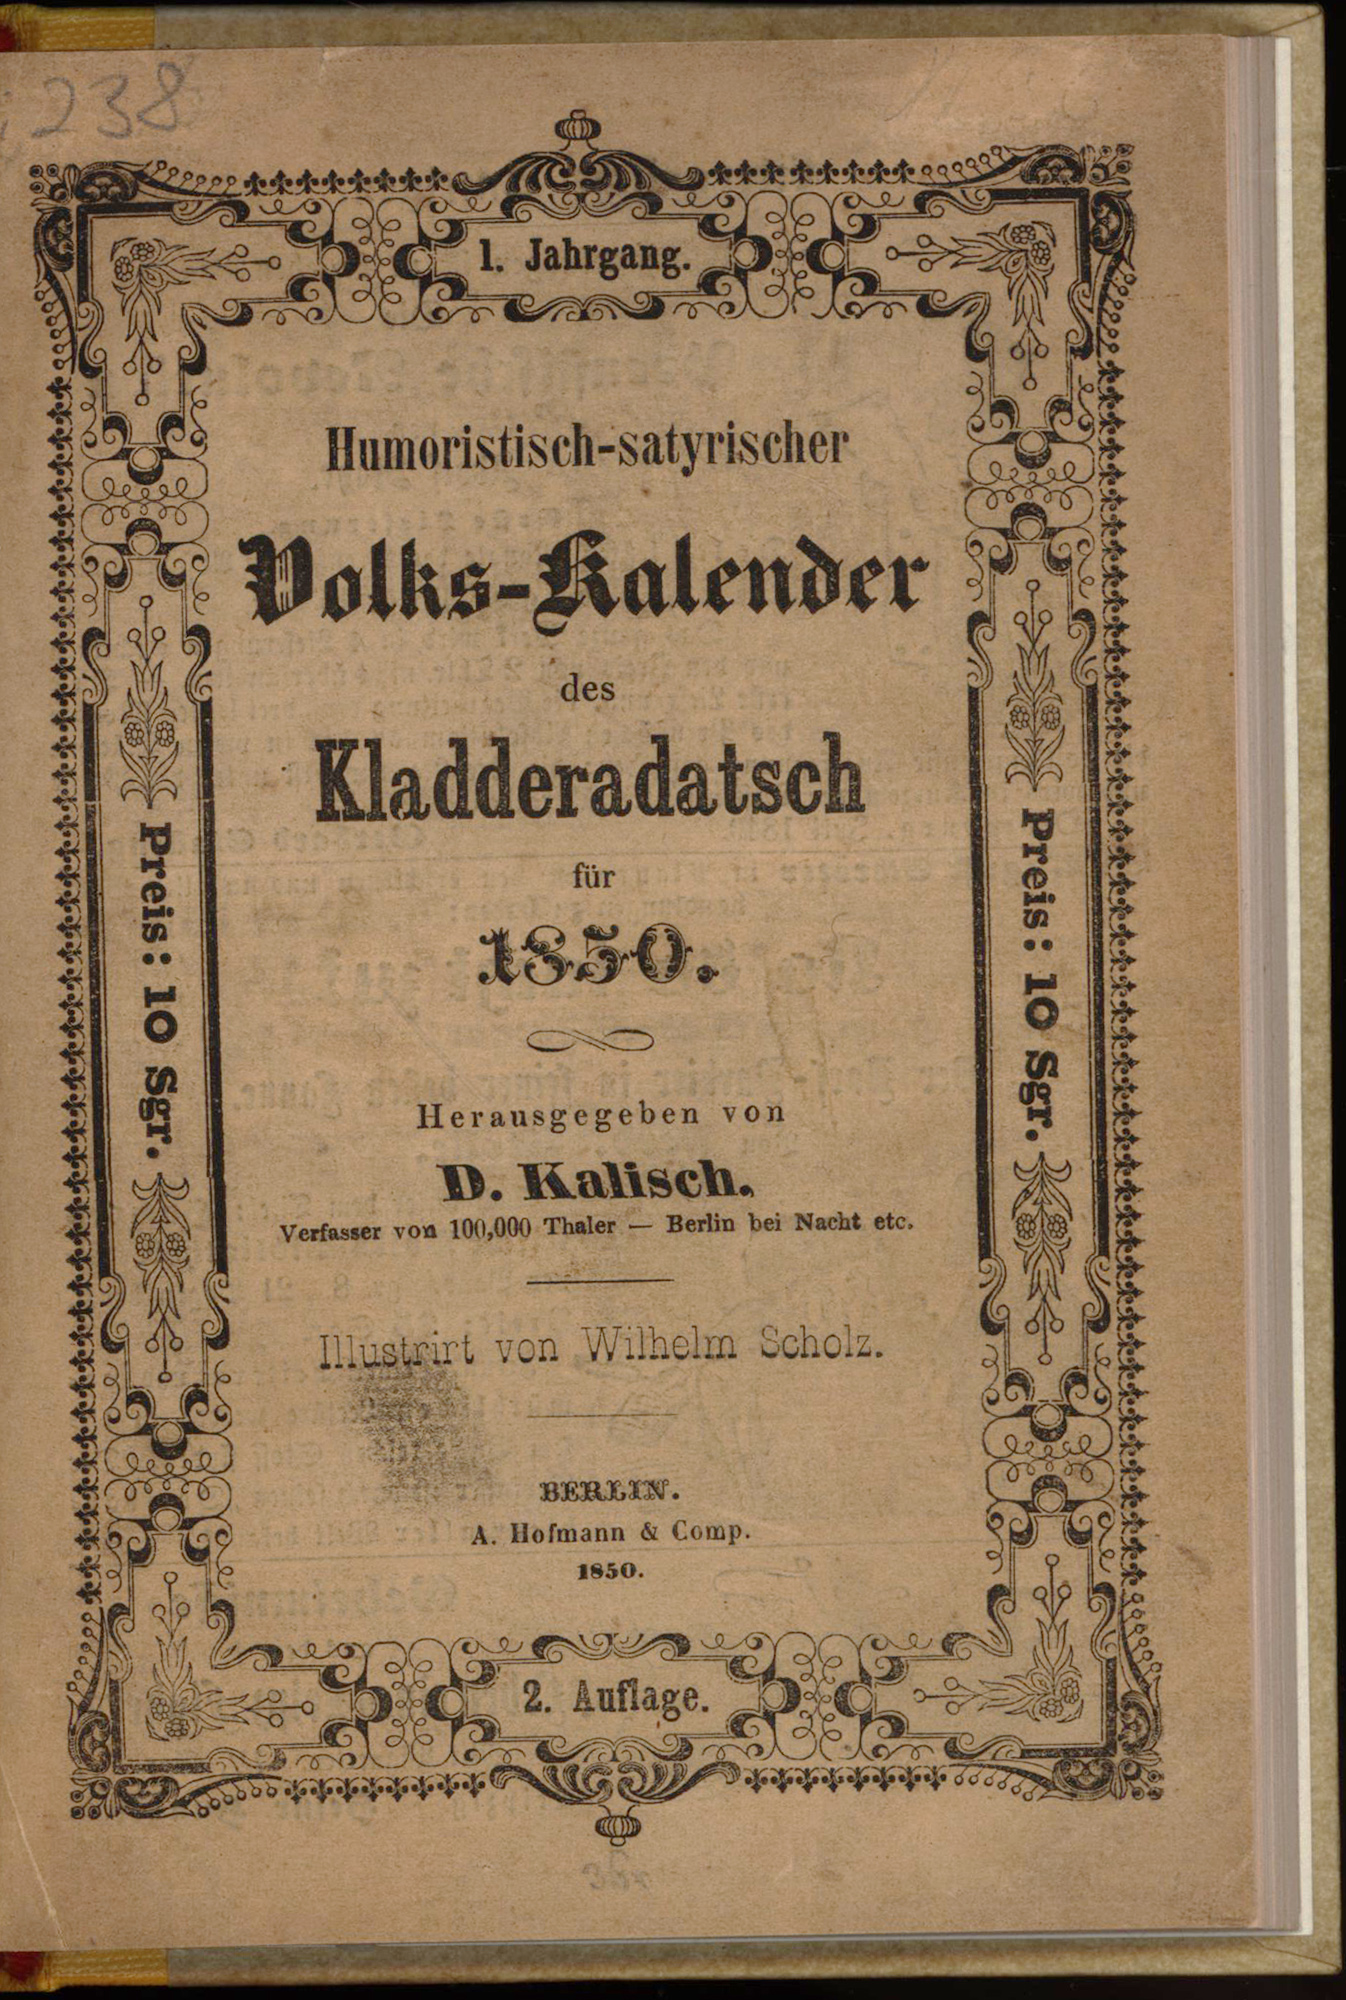 238
1. Jahrgang.
Humoristisch-satyrischer
Volks-Kalender
des
Kladderadatsch
für
1850.
Preis: 10 Sgr.
Preis: 10 Sgr.
Herausgegeben von
D. Kalisch.
Verfasser von 100,000 Thaler — Berlin bei Nacht etc.
Illustrirt von Wilhelm Scholz.
BERLIN.
A. Hofmann & Comp.
1850.
2. Auflage.